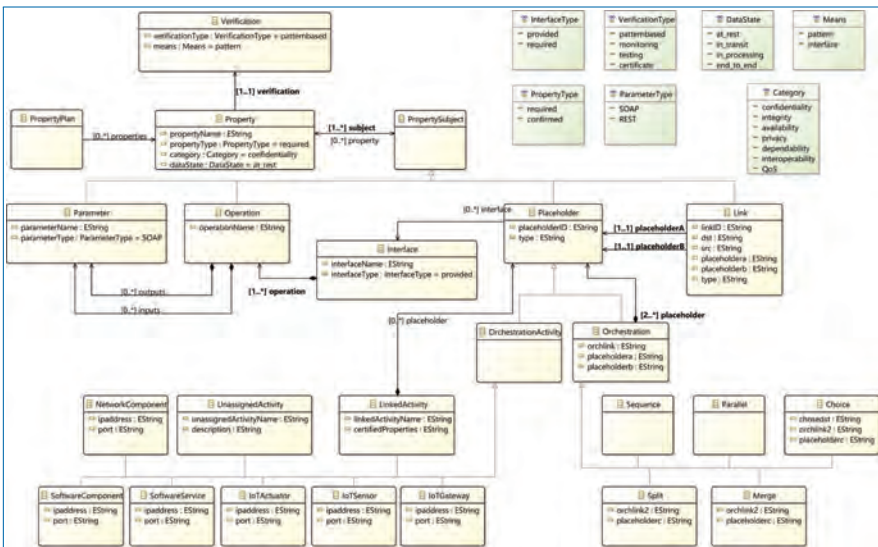 Verification
verificationType : VerificationType = patternbased
means : Means = pattern
InterfaceType
provided
required
VerificationType
patternbased
monitoring
testing
certificate
DataState
at_rest
in_transit
in_processing
end_to_end
Means
pattern
interface
PropertyType
required
confirmed
ParameterType
SOAP
REST
Category
confidentiality
integrity
availability
privacy
dependability
interoperability
QoS
[1..1] verification
PropertyPlan
[0..*] properties
Property
propertyName : EString
propertyType : PropertyType = required
category : Category = confidentiality
dataState : DataState = at_rest
[1..*] subject
[0..*] property
PropertySubject
Parameter
parameterName : EString
parameterType : ParameterType = SOAP
Operation
operationName : EString
[0..*] interface
Placeholder
placeholderID : EString
type : EString
[1..1] placeholderA
[1..1] placeholderB
Link
linkID : EString
dst : EString
src : EString
placeholdera : EString
placeholderb : EString
type : EString
Interface
interfaceName : EString
interfaceType : InterfaceType = provided
[0..*] outputs
[0..*] inputs
[1..*] operation
[0..*] placeholder
[2..*] placeholder
OrchestrationActivity
Orchestration
orchlink : EString
placeholdera : EString
placeholderb : EString
NetworkComponent
ipaddress : EString
port : EString
UnassignedActivity
unassignedActivityName : EString
description : EString
LinkedActivity
linkedActivityName : EString
certifiedProperties : EString
Sequence
Parallel
Choice
chosedst : EString
orchlink2 : EString
placeholderc : EString
SoftwareComponent
ipaddress : EString
port : EString
SoftwareService
ipaddress : EString
port : EString
IoTActuator
ipaddress : EString
port : EString
IoTSensor
ipaddress : EString
port : EString
IoTGateway
ipaddress : EString
port : EString
Split
orchlink2 : EString
placeholderc : EString
Merge
orchlink2 : EString
placeholderc : EString